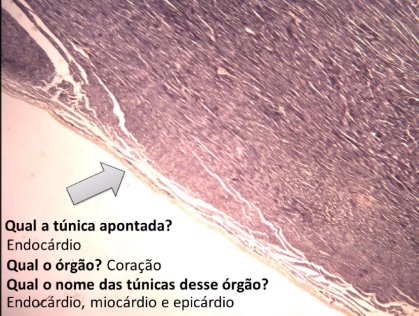 Qual a túnica apontada?
Endocárdio
Qual o órgão? Coração
Qual o nome das túnicas desse órgão?
Endocárdio, miocárdio e epicárdio